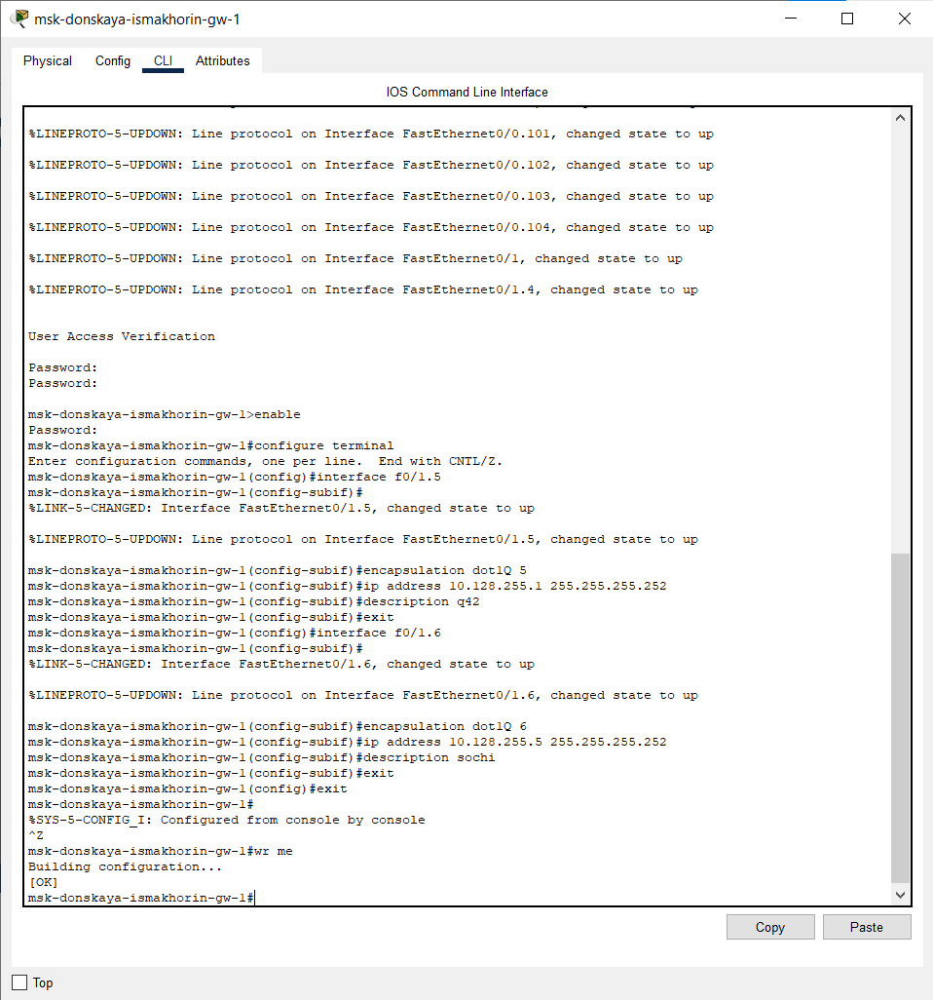 msk-donskaya-ismakhorin-gw-1
Physical Config CLI Attributes
IOS Command Line Interface
%LINEPROTO-5-UPDOWN: Line protocol on Interface FastEthernet0/0.101, changed state to up
%LINEPROTO-5-UPDOWN: Line protocol on Interface FastEthernet0/0.102, changed state to up
%LINEPROTO-5-UPDOWN: Line protocol on Interface FastEthernet0/0.103, changed state to up
%LINEPROTO-5-UPDOWN: Line protocol on Interface FastEthernet0/0.104, changed state to up
%LINEPROTO-5-UPDOWN: Line protocol on Interface FastEthernet0/1, changed state to up
%LINEPROTO-5-UPDOWN: Line protocol on Interface FastEthernet0/1.4, changed state to up
User Access Verification
Password:
Password:
msk-donskaya-ismakhorin-gw-1>enable
Password:
msk-donskaya-ismakhorin-gw-1#configure terminal
Enter configuration commands, one per line.  End with CNTL/Z.
msk-donskaya-ismakhorin-gw-1(config)#interface f0/1.5
msk-donskaya-ismakhorin-gw-1(config-subif)#
%LINK-5-CHANGED: Interface FastEthernet0/1.5, changed state to up
%LINEPROTO-5-UPDOWN: Line protocol on Interface FastEthernet0/1.5, changed state to up
msk-donskaya-ismakhorin-gw-1(config-subif)#encapsulation dot1Q 5
msk-donskaya-ismakhorin-gw-1(config-subif)#ip address 10.128.255.1 255.255.255.252
msk-donskaya-ismakhorin-gw-1(config-subif)#description q42
msk-donskaya-ismakhorin-gw-1(config-subif)#exit
msk-donskaya-ismakhorin-gw-1(config)#interface f0/1.6
msk-donskaya-ismakhorin-gw-1(config-subif)#
%LINK-5-CHANGED: Interface FastEthernet0/1.6, changed state to up
%LINEPROTO-5-UPDOWN: Line protocol on Interface FastEthernet0/1.6, changed state to up
msk-donskaya-ismakhorin-gw-1(config-subif)#encapsulation dot1Q 6
msk-donskaya-ismakhorin-gw-1(config-subif)#ip address 10.128.255.5 255.255.255.252
msk-donskaya-ismakhorin-gw-1(config-subif)#description sochi
msk-donskaya-ismakhorin-gw-1(config-subif)#exit
msk-donskaya-ismakhorin-gw-1(config)#exit
msk-donskaya-ismakhorin-gw-1#
%SYS-5-CONFIG_I: Configured from console by console
^Z
msk-donskaya-ismakhorin-gw-1#wr me
Building configuration...
[OK]
msk-donskaya-ismakhorin-gw-1#
Copy Paste
Top